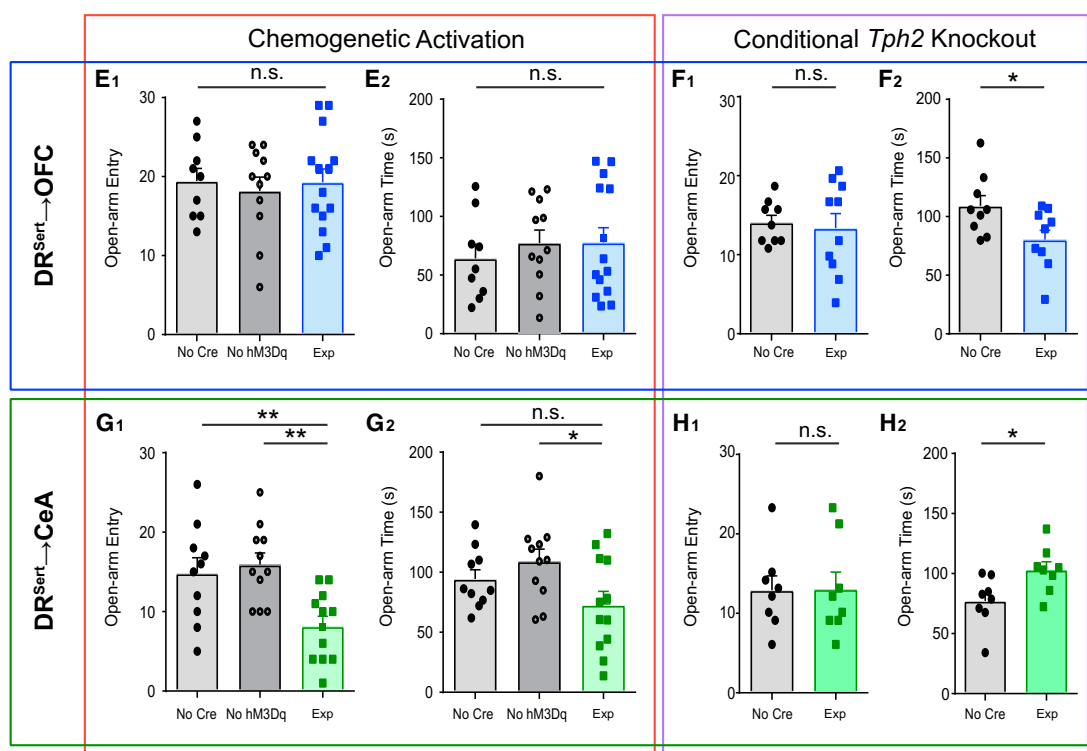 Chemogenetic Activation
Conditional Tph2 Knockout
DRSert→OFC
E1
n.s.
Open-arm Entry
30
20
10
0
No Cre No hM3Dq Exp
E2
n.s.
Open-arm Time (s)
200
150
100
50
0
No Cre No hM3Dq Exp
F1
n.s.
Open-arm Entry
30
20
10
0
No Cre Exp
F2
*
Open-arm Time (s)
200
150
100
50
0
No Cre Exp
DRSert→CeA
G1
**
**
Open-arm Entry
30
20
10
0
No Cre No hM3Dq Exp
G2
n.s.
*
Open-arm Time (s)
200
150
100
50
0
No Cre No hM3Dq Exp
H1
n.s.
Open-arm Entry
30
20
10
0
No Cre Exp
H2
*
Open-arm Time (s)
200
150
100
50
0
No Cre Exp